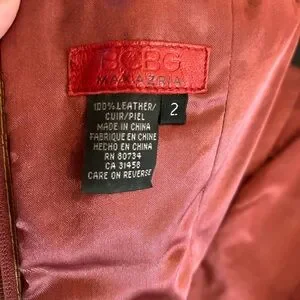 BCBG
MAXAZRIA
100% LEATHER/
CUIR/PIEL
MADE IN CHINA
FABRIQUE EN CHINE
HECHO EN CHINA
RN 80734
CA 31458
CARE ON REVERSE
2